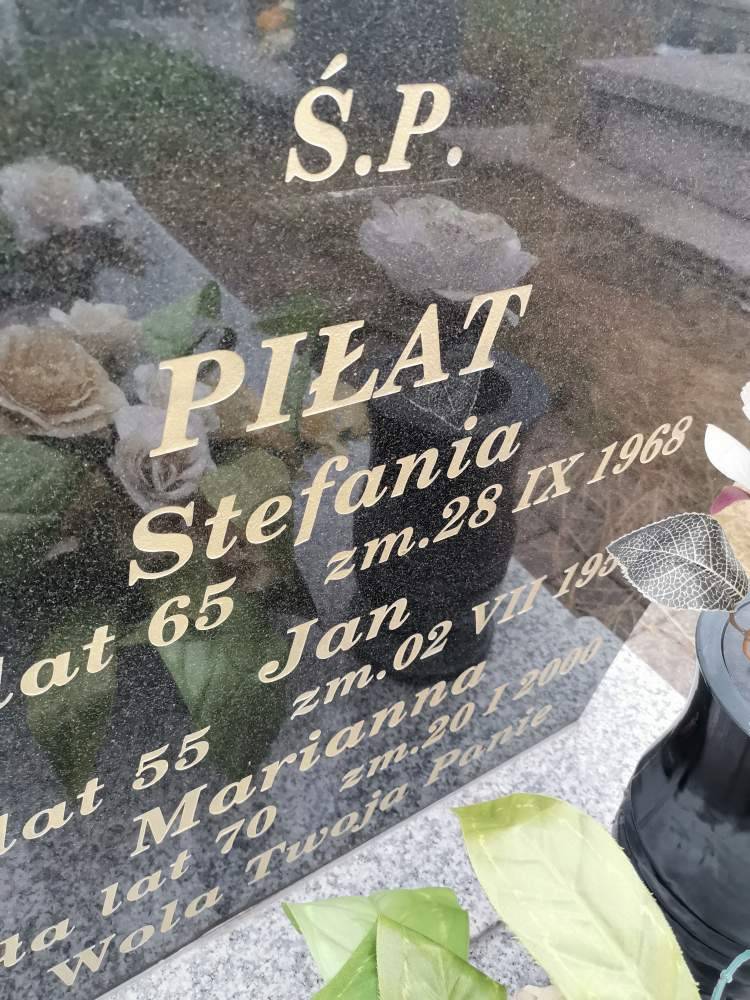 Ś.P.
PIŁAT
Stefania
lat 65 zm. 28 IX 1968
Jan
lat 55 zm. 02 VII
Marianna
lat 70 zm. 20 I 2000
Wola Twoja Panie